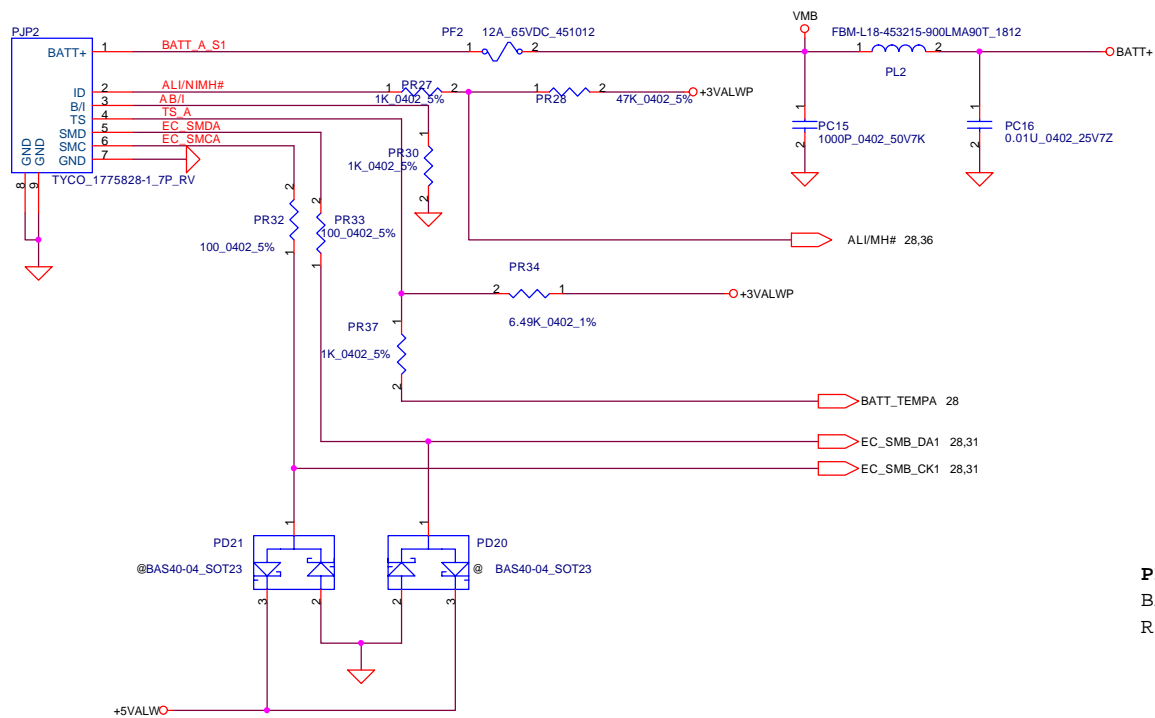 VMB
PJP2
PF2 12A_65VDC_451012
FBM-L18-453215-900LMA90T_1812
BATT+ 1 BATT_A_S1 1 2 1 2 BATT+
PL2
ID 2 ALI/NIMH# 1 PR27 2 1 PR28 2 +3VALWP
1K_0402_5% 47K_0402_5%
B/I 3 AB/I
TS 4 TS_A
SMD 5 EC_SMDA
SMC 6 EC_SMCA
GND 7
GND GND
8 9
TYCO_1775828-1_7P_RV
1 PC15 2
1000P_0402_50V7K
1 PC16 2
0.01U_0402_25V7Z
1 PR30 2
1K_0402_5%
2 PR32 1
100_0402_5%
2 PR33 1
100_0402_5%
ALI/MH# 28,36
PR34
2 1 +3VALWP
6.49K_0402_1%
1 PR37 2
1K_0402_5%
BATT_TEMPA 28
EC_SMB_DA1 28,31
EC_SMB_CK1 28,31
1 1
PD21 PD20
@BAS40-04_SOT23 @ BAS40-04_SOT23
3 2 2 3
P
B
R
+5VALW